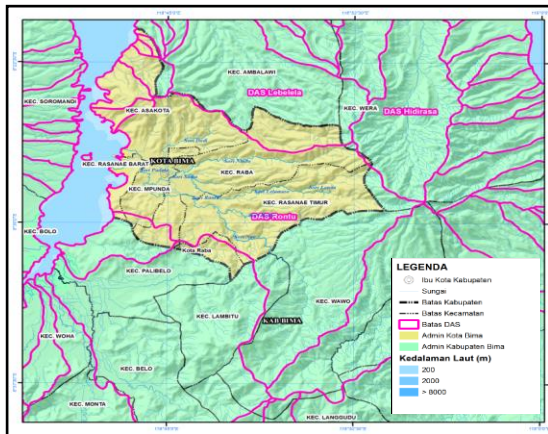 KEC. AMBALAWI
DAS Lebelela
KEC. WERA
DAS Hidirasa
KEC. SOROMANDI
KEC. ASAKOTA
KEC. RASANAE BARAT
KOTA BIMA
KEC. RABA
KEC. MPUNDA
KEC. RASANAE TIMUR
DAS Rontu
KEC. BOLO
Kota Raba
KEC. PALIBELO
KEC. WAWO
KEC. LAMBITU
KAB BIMA
KEC. WOHA
KEC. BELO
KEC. MONTA
KEC. LANGGUDU
LEGENDA
Ibu Kota Kabupaten
Sungai
Batas Kabupaten
Batas Kecamatan
Batas DAS
Admin Kota Bima
Admin Kabupaten Bima
Kedalaman Laut (m)
200
2000
> 6000